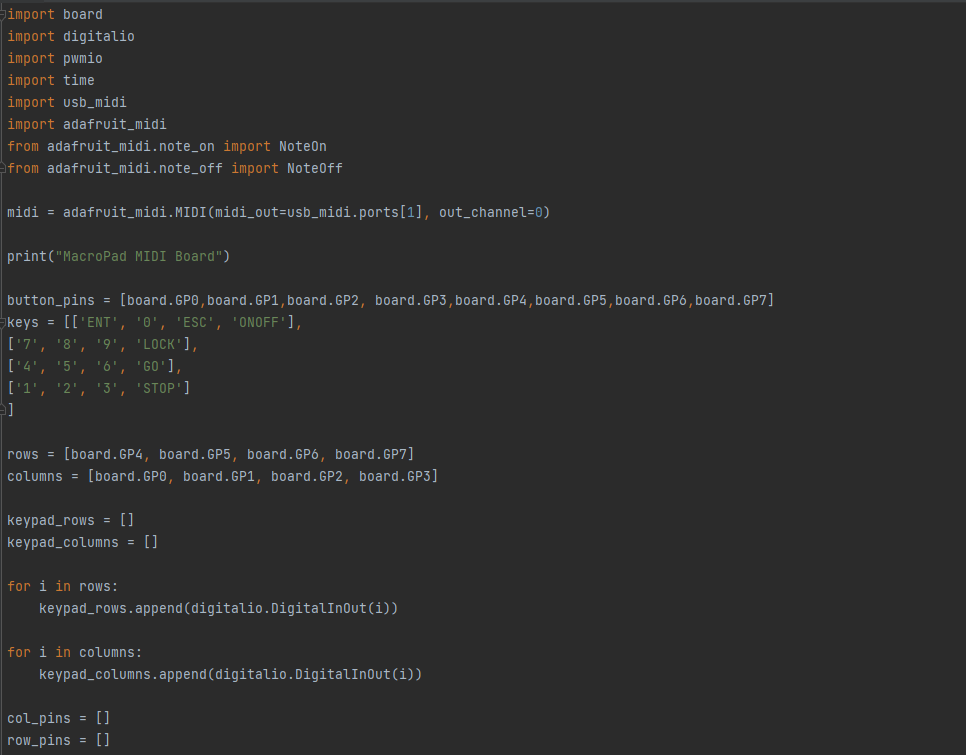 import board
import digitalio
import pwmio
import time
import usb_midi
import adafruit_midi
from adafruit_midi.note_on import NoteOn
from adafruit_midi.note_off import NoteOff
midi = adafruit_midi.MIDI(midi_out=usb_midi.ports[1], out_channel=0)
print("MacroPad MIDI Board")
button_pins = [board.GP0,board.GP1,board.GP2, board.GP3,board.GP4,board.GP5,board.GP6,board.GP7]
keys = [['ENT', '0', 'ESC', 'ONOFF'],
['7', '8', '9', 'LOCK'],
['4', '5', '6', 'GO'],
['1', '2', '3', 'STOP']
]
rows = [board.GP4, board.GP5, board.GP6, board.GP7]
columns = [board.GP0, board.GP1, board.GP2, board.GP3]
keypad_rows = []
keypad_columns = []
for i in rows:
    keypad_rows.append(digitalio.DigitalInOut(i))
for i in columns:
    keypad_columns.append(digitalio.DigitalInOut(i))
col_pins = []
row_pins = []